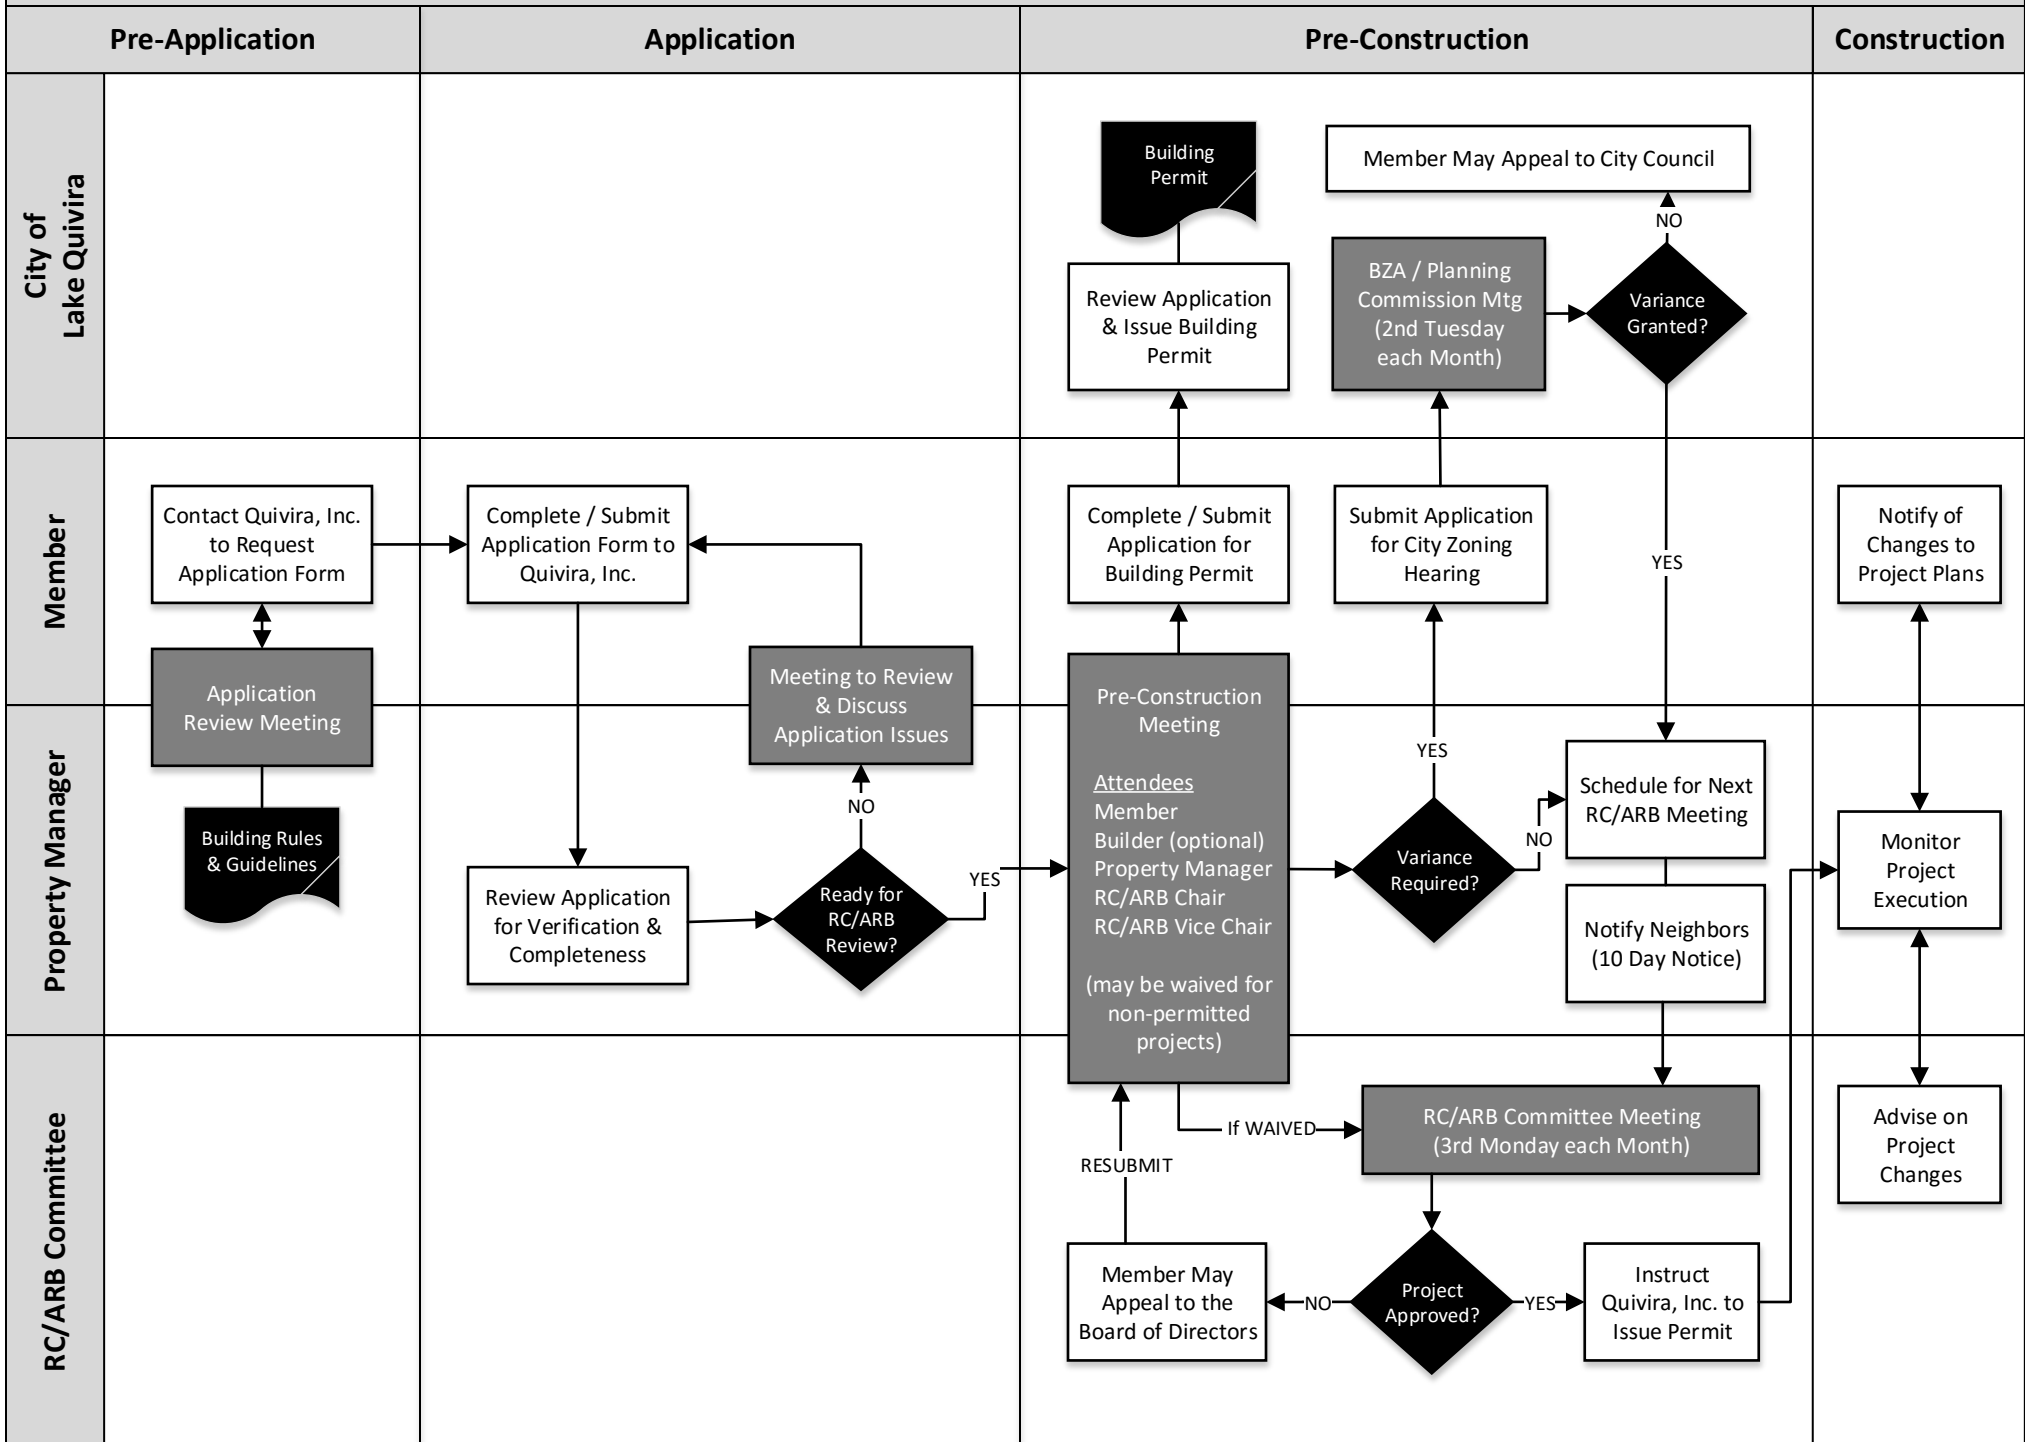 Pre-Application
Application
Pre-Construction
Construction
City of
Lake Quivira
Building
Permit
Member May Appeal to City Council
NO
Review Application
& Issue Building
Permit
BZA / Planning
Commission Mtg
(2nd Tuesday
each Month)
Variance
Granted?
Member
Contact Quivira, Inc.
to Request
Application Form
Complete / Submit
Application Form to
Quivira, Inc.
Complete / Submit
Application for
Building Permit
Submit Application
for City Zoning
Hearing
YES
Notify of
Changes to
Project Plans
Application
Review Meeting
Meeting to Review
& Discuss
Application Issues
Property Manager
Building Rules
& Guidelines
NO
Review Application
for Verification &
Completeness
Ready for
RC/ARB
Review?
YES
Pre-Construction
Meeting
Attendees
Member
Builder (optional)
Property Manager
RC/ARB Chair
RC/ARB Vice Chair
(may be waived for
non-permitted
projects)
YES
Variance
Required?
NO
Schedule for Next
RC/ARB Meeting
Notify Neighbors
(10 Day Notice)
Monitor
Project
Execution
RC/ARB Committee
If WAIVED
RESUBMIT
RC/ARB Committee Meeting
(3rd Monday each Month)
Advise on
Project
Changes
Member May
Appeal to the
Board of Directors
NO
Project
Approved?
YES
Instruct
Quivira, Inc. to
Issue Permit